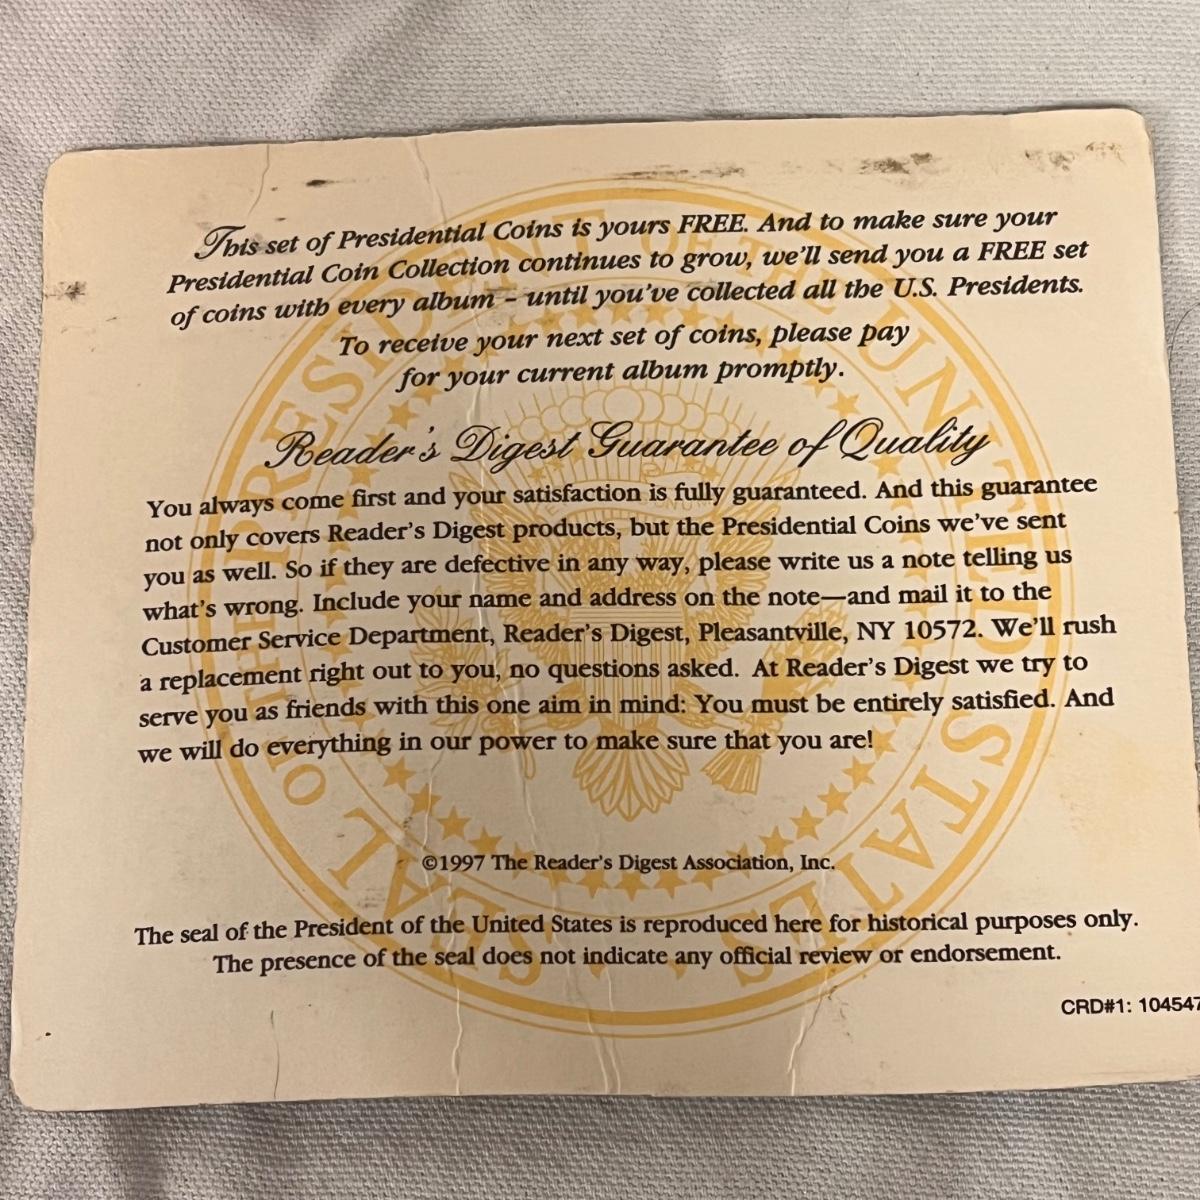 This set of Presidential Coins is yours FREE. And to make sure your
Presidential Coin Collection continues to grow, we'll send you a FREE set
of coins with every album – until you've collected all the U.S. Presidents.
To receive your next set of coins, please pay
for your current album promptly.
Reader's Digest Guarantee of Quality
You always come first and your satisfaction is fully guaranteed. And this guarantee
not only covers Reader's Digest products, but the Presidential Coins we've sent
you as well. So if they are defective in any way, please write us a note telling us
what's wrong. Include your name and address on the note—and mail it to the
Customer Service Department, Reader's Digest, Pleasantville, NY 10572. We'll rush
a replacement right out to you, no questions asked. At Reader's Digest we try to
serve you as friends with this one aim in mind: You must be entirely satisfied. And
we will do everything in our power to make sure that you are!
©1997 The Reader's Digest Association, Inc.
The seal of the President of the United States is reproduced here for historical purposes only.
The presence of the seal does not indicate any official review or endorsement.
CRD#1: 104547
SEAL OF THE PRESIDENT OF THE UNITED STATES